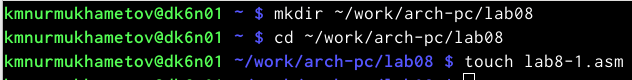 kmnurmukhametov@dk6n01 ~ $ mkdir ~/work/arch-pc/lab08
kmnurmukhametov@dk6n01 ~ $ cd ~/work/arch-pc/lab08
kmnurmukhametov@dk6n01 ~/work/arch-pc/lab08 $ touch lab8-1.asm